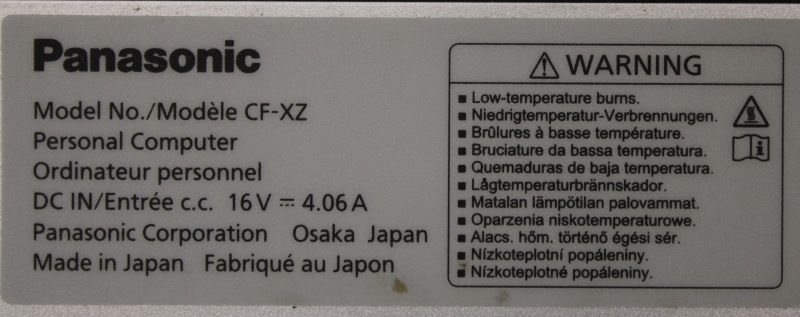 Panasonic
Model No./Modèle CF-XZ
Personal Computer
Ordinateur personnel
DC IN/Entrée c.c. 16 V ⎓ 4.06 A
Panasonic Corporation Osaka Japan
Made in Japan Fabriqué au Japon
⚠ WARNING
■ Low-temperature burns.
■ Niedrigtemperatur-Verbrennungen.
■ Brûlures à basse température.
■ Bruciature da bassa temperatura.
■ Quemaduras de baja temperatura.
■ Lågtemperaturbrännskador.
■ Matalan lämpötilan palovammat.
■ Oparzenia niskotemperaturowe.
■ Alacs. hőm. történő égési sér.
■ Nízkoteplotní popáleniny.
■ Nízkoteplotné popáleniny.